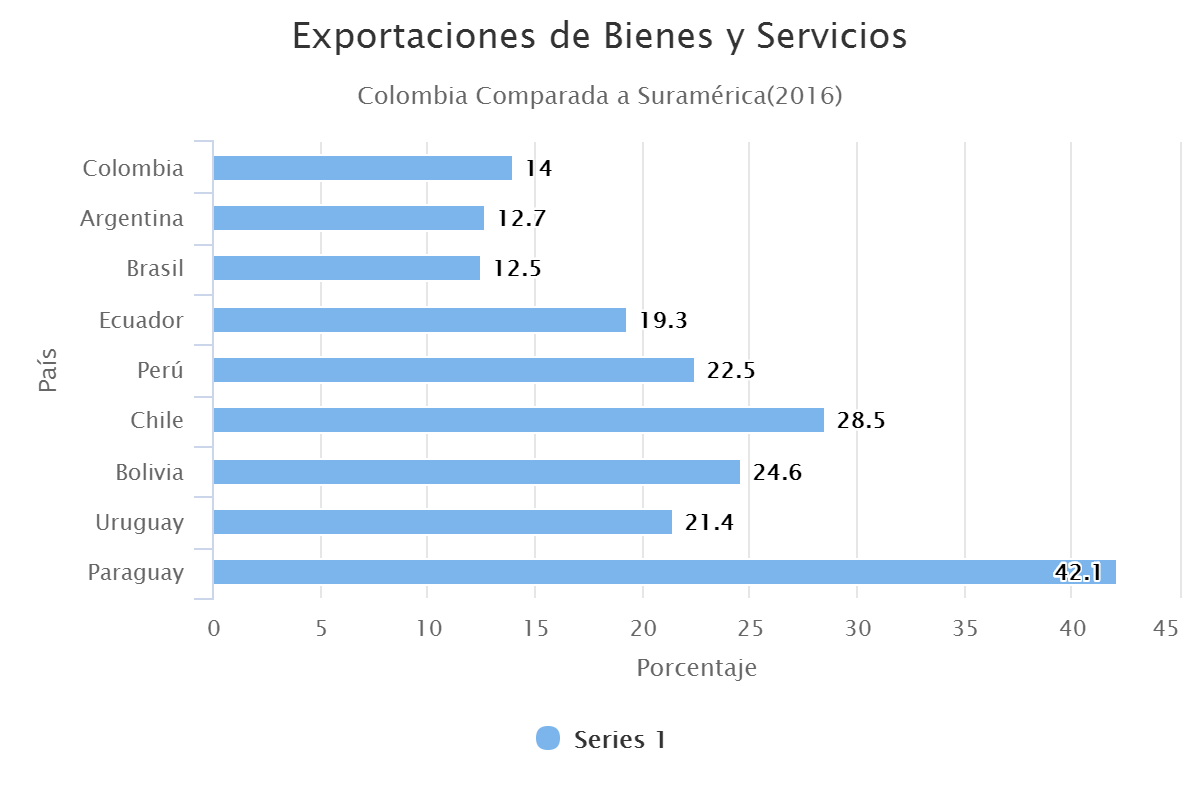 Exportaciones de Bienes y Servicios
Colombia Comparada a Suramérica(2016)
País
Colombia 14
Argentina 12.7
Brasil 12.5
Ecuador 19.3
Perú 22.5
Chile 28.5
Bolivia 24.6
Uruguay 21.4
Paraguay 42.1
0 5 10 15 20 25 30 35 40 45
Porcentaje
Series 1